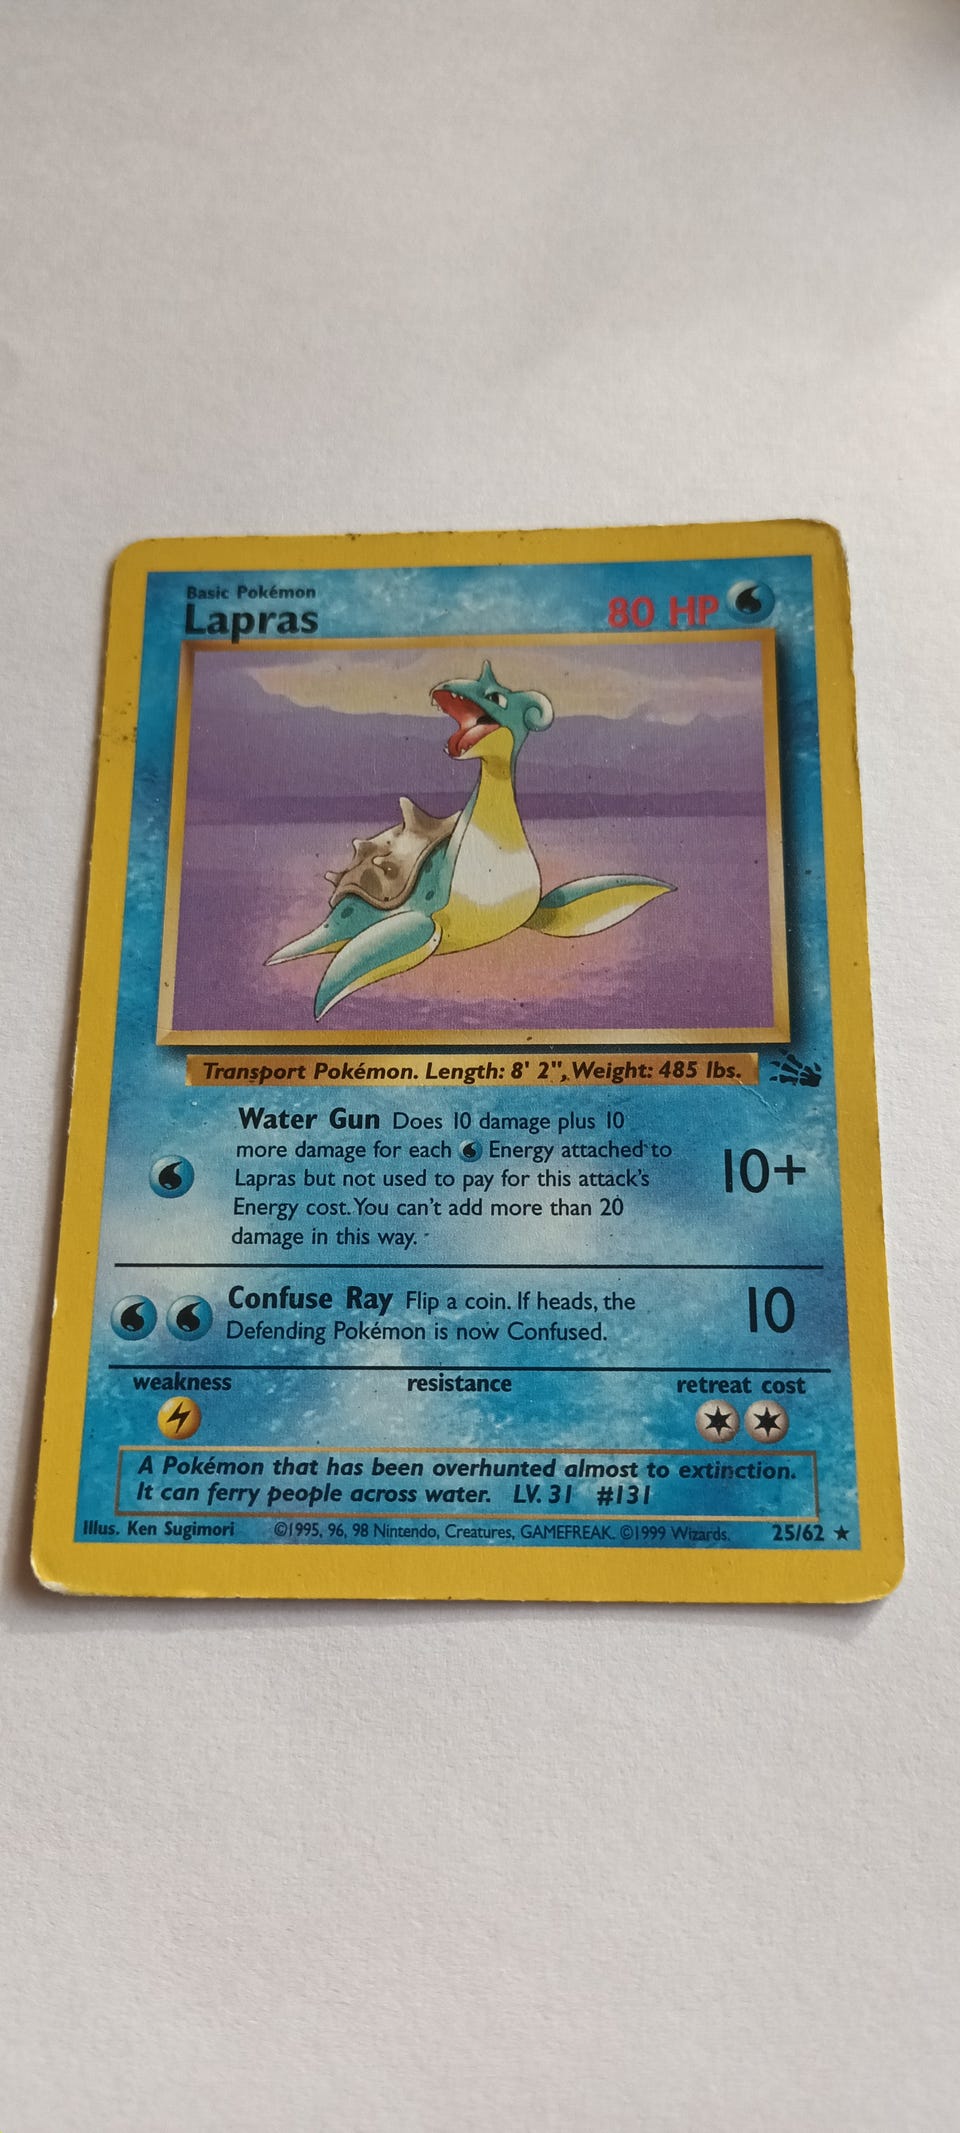 Basic Pokémon
Lapras
80 HP
Transport Pokémon. Length: 8' 2", Weight: 485 lbs.
Water Gun Does 10 damage plus 10
more damage for each Energy attached to
Lapras but not used to pay for this attack's
Energy cost. You can't add more than 20
damage in this way.
10+
Confuse Ray Flip a coin. If heads, the
Defending Pokémon is now Confused.
10
weakness resistance retreat cost
A Pokémon that has been overhunted almost to extinction.
It can ferry people across water. LV. 31 #131
Illus. Ken Sugimori ©1995, 96, 98 Nintendo, Creatures, GAMEFREAK. ©1999 Wizards. 25/62 ★